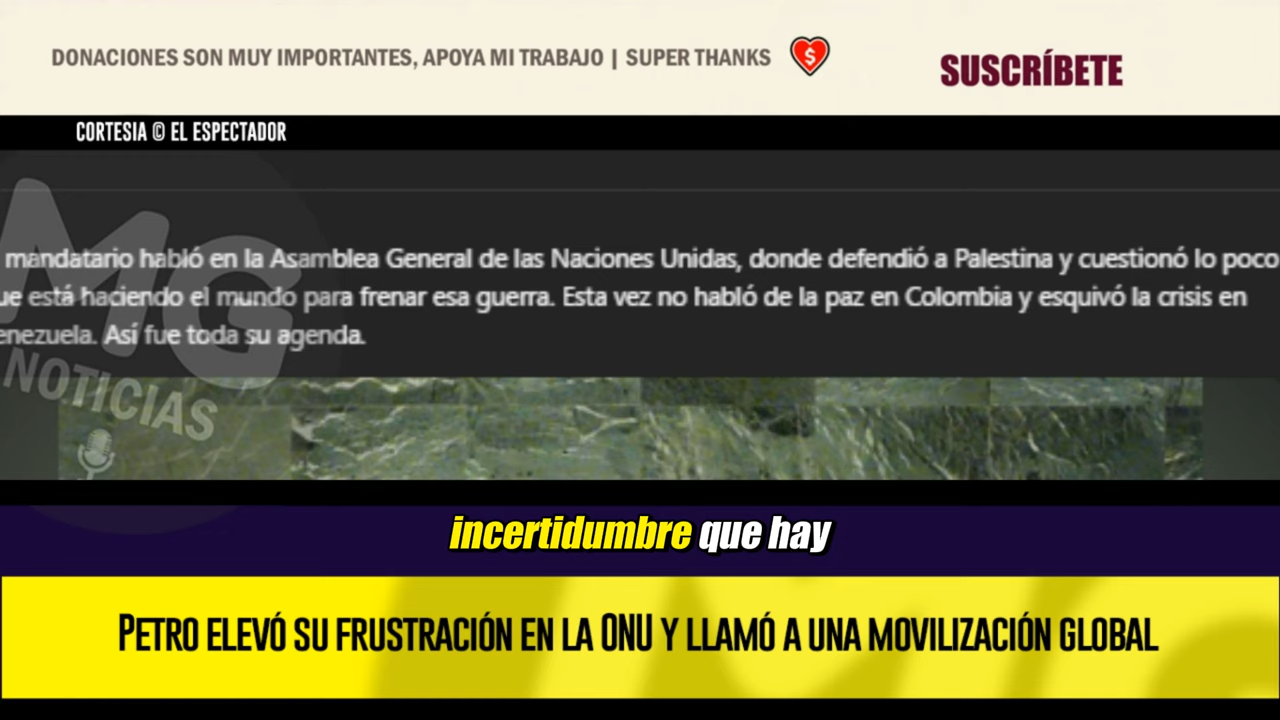 DONACIONES SON MUY IMPORTANTES, APOYA MI TRABAJO | SUPER THANKS
$
SUSCRÍBETE
CORTESIA © EL ESPECTADOR
mandatario habló en la Asamblea General de las Naciones Unidas, donde defendió a Palestina y cuestionó lo poco
ue está haciendo el mundo para frenar esa guerra. Esta vez no habló de la paz en Colombia y esquivó la crisis en
enezuela. Así fue toda su agenda.
MG
NOTICIAS
incertidumbre que hay
PETRO ELEVÓ SU FRUSTRACIÓN EN LA ONU Y LLAMÓ A UNA MOVILIZACIÓN GLOBAL